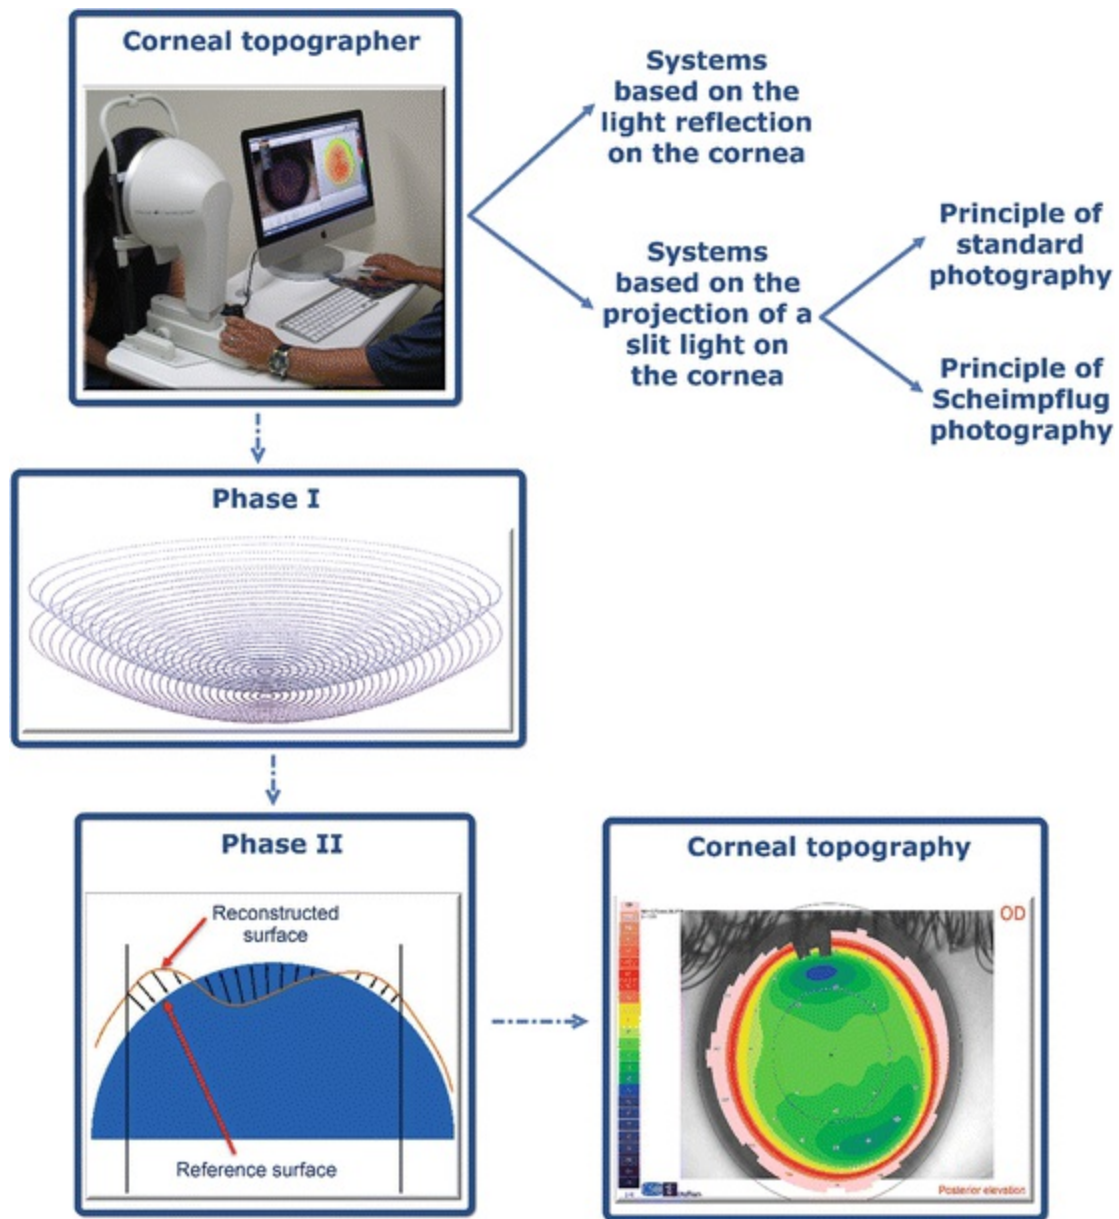 Corneal topographer
Systems
based on the
light reflection
on the cornea
Systems
based on the
projection of a
slit light on
the cornea
Principle of
standard
photography
Principle of
Scheimpflug
photography
Phase I
Phase II
Reconstructed
surface
Reference surface
Corneal topography
OD
Posterior elevation